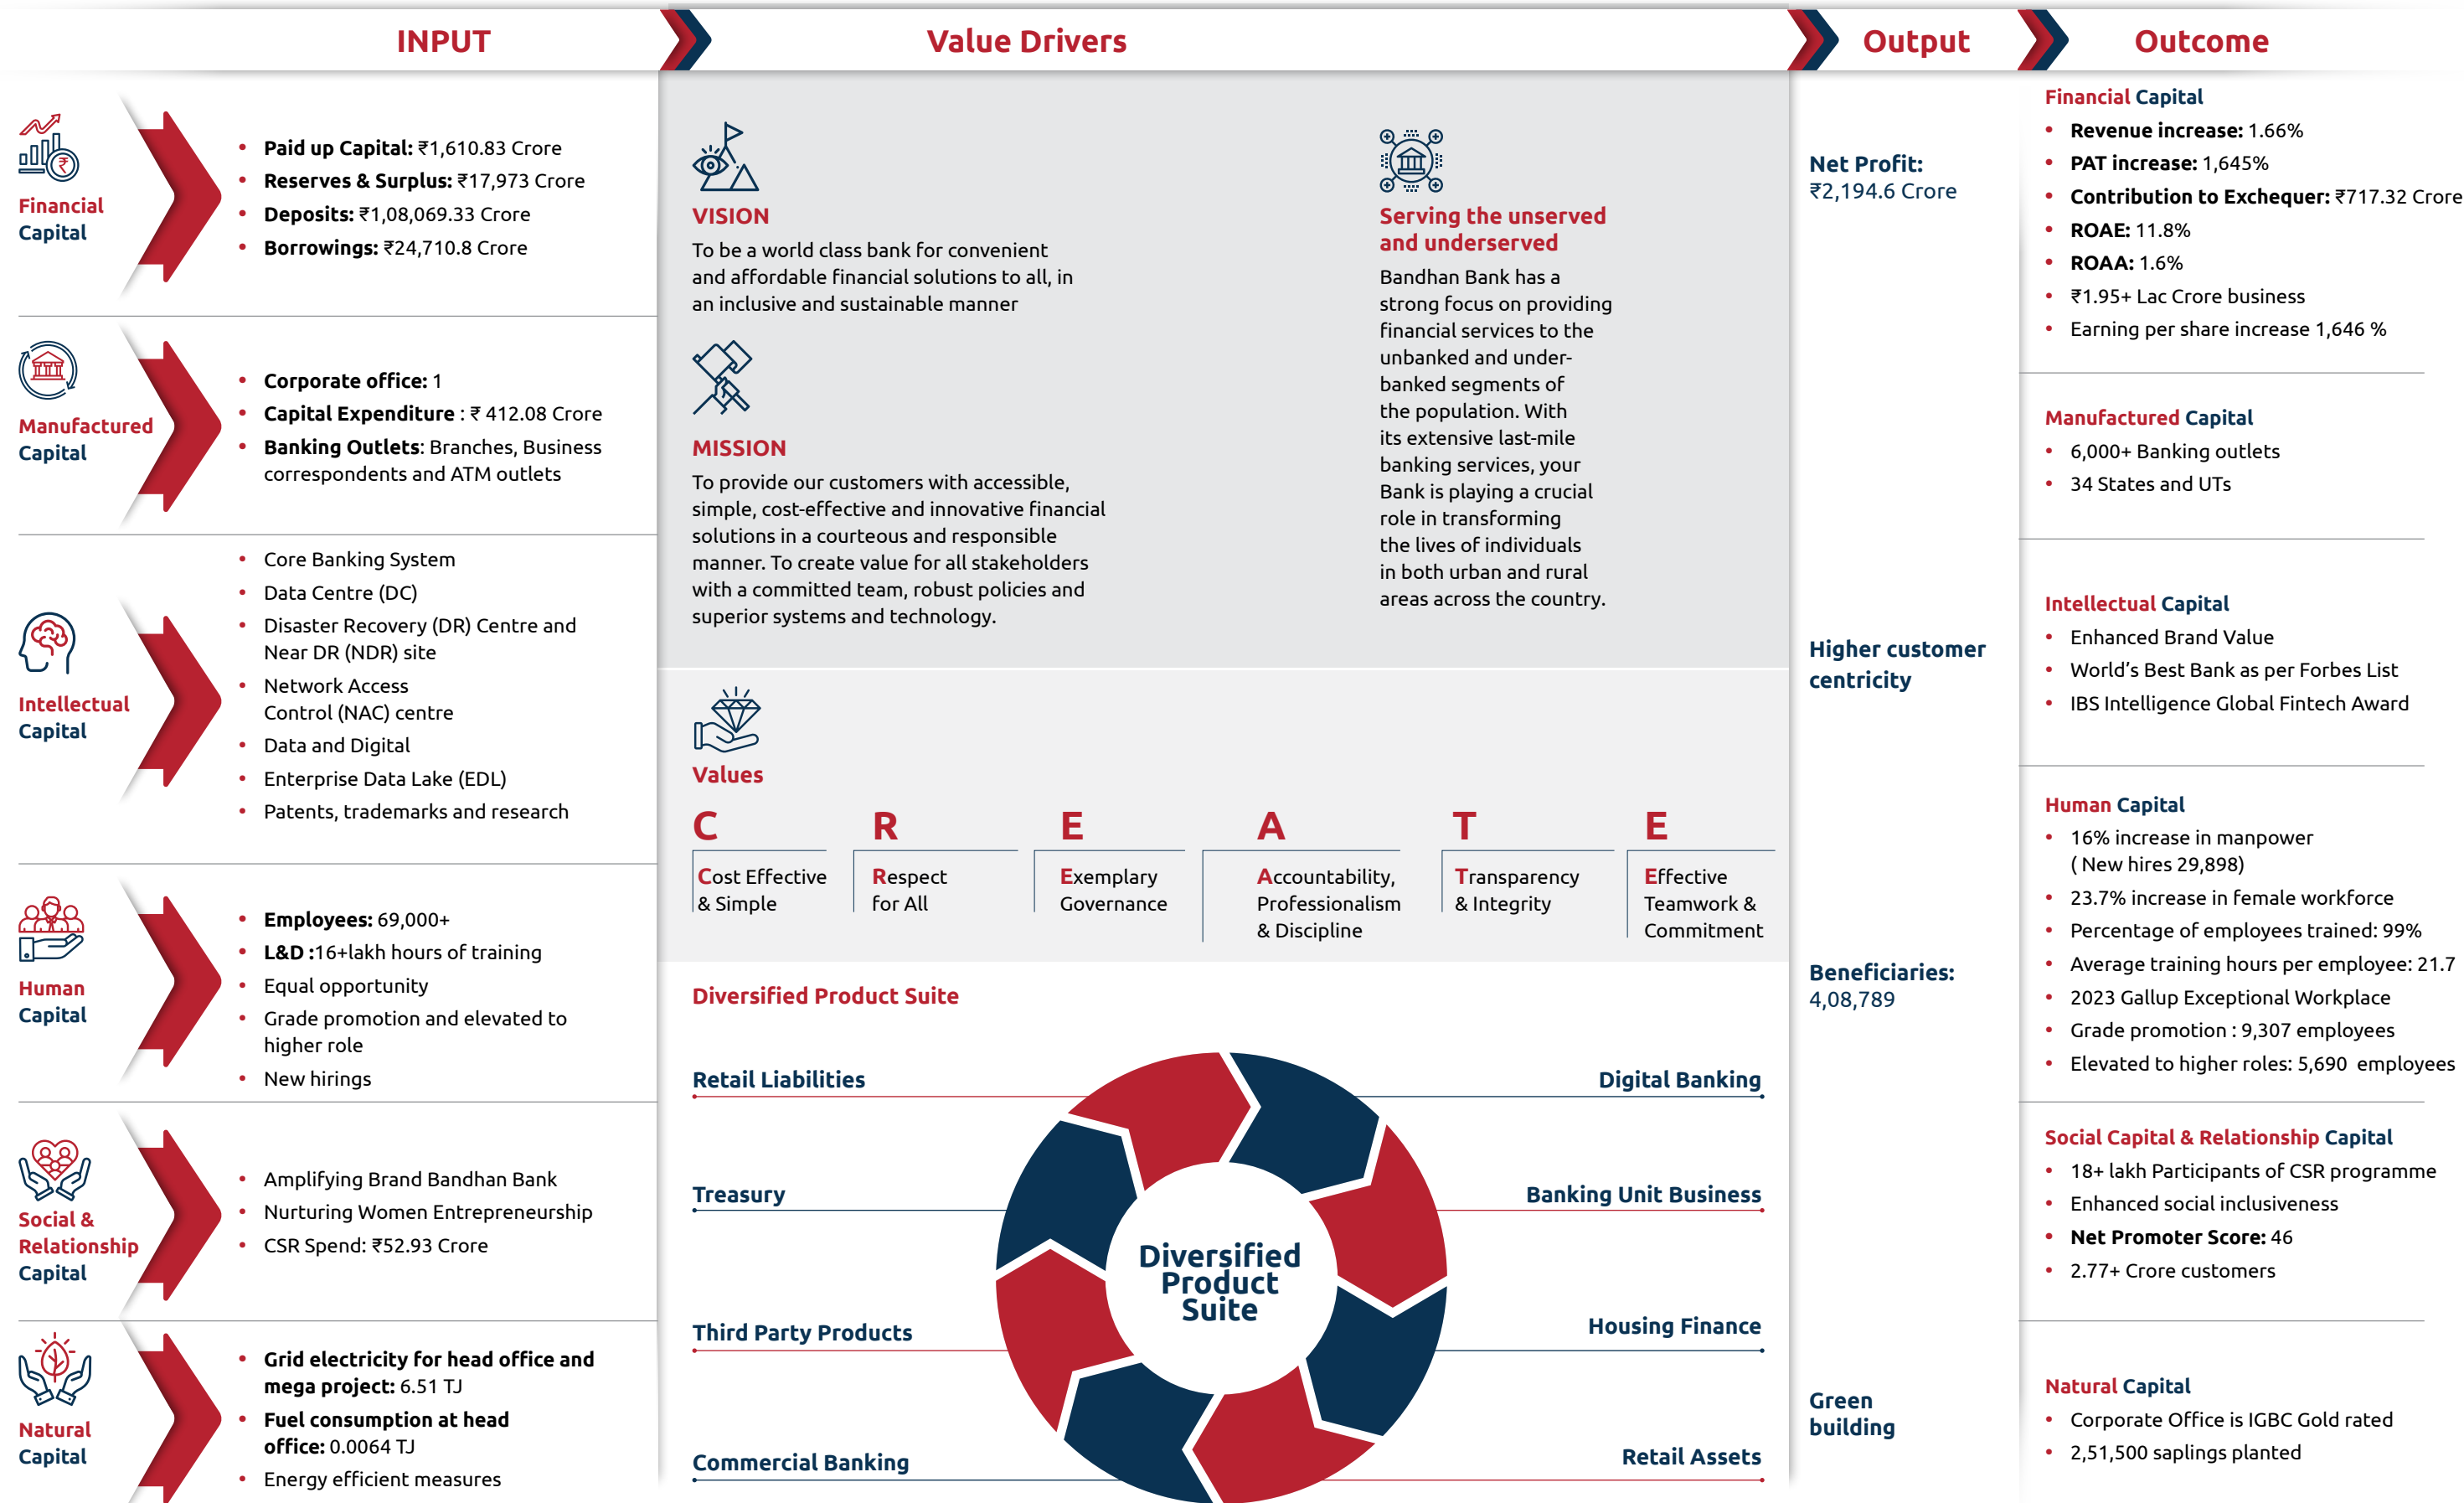 INPUT
Value Drivers
Output
Outcome
Financial
Capital
• Paid up Capital: ₹1,610.83 Crore
• Reserves & Surplus: ₹17,973 Crore
• Deposits: ₹1,08,069.33 Crore
• Borrowings: ₹24,710.8 Crore
Manufactured
Capital
• Corporate office: 1
• Capital Expenditure : ₹ 412.08 Crore
• Banking Outlets: Branches, Business
correspondents and ATM outlets
Intellectual
Capital
• Core Banking System
• Data Centre (DC)
• Disaster Recovery (DR) Centre and
Near DR (NDR) site
• Network Access
Control (NAC) centre
• Data and Digital
• Enterprise Data Lake (EDL)
• Patents, trademarks and research
Human
Capital
• Employees: 69,000+
• L&D :16+lakh hours of training
• Equal opportunity
• Grade promotion and elevated to
higher role
• New hirings
Social &
Relationship
Capital
• Amplifying Brand Bandhan Bank
• Nurturing Women Entrepreneurship
• CSR Spend: ₹52.93 Crore
Natural
Capital
• Grid electricity for head office and
mega project: 6.51 TJ
• Fuel consumption at head
office: 0.0064 TJ
• Energy efficient measures
VISION
To be a world class bank for convenient
and affordable financial solutions to all, in
an inclusive and sustainable manner
MISSION
To provide our customers with accessible,
simple, cost-effective and innovative financial
solutions in a courteous and responsible
manner. To create value for all stakeholders
with a committed team, robust policies and
superior systems and technology.
Serving the unserved
and underserved
Bandhan Bank has a
strong focus on providing
financial services to the
unbanked and under-
banked segments of
the population. With
its extensive last-mile
banking services, your
Bank is playing a crucial
role in transforming
the lives of individuals
in both urban and rural
areas across the country.
Values
C
Cost Effective
& Simple
R
Respect
for All
E
Exemplary
Governance
A
Accountability,
Professionalism
& Discipline
T
Transparency
& Integrity
E
Effective
Teamwork &
Commitment
Diversified Product Suite
Retail Liabilities
Treasury
Third Party Products
Commercial Banking
Diversified
Product
Suite
Digital Banking
Banking Unit Business
Housing Finance
Retail Assets
Net Profit:
₹2,194.6 Crore
Higher customer
centricity
Beneficiaries:
4,08,789
Green
building
Financial Capital
• Revenue increase: 1.66%
• PAT increase: 1,645%
• Contribution to Exchequer: ₹717.32 Crore
• ROAE: 11.8%
• ROAA: 1.6%
• ₹1.95+ Lac Crore business
• Earning per share increase 1,646 %
Manufactured Capital
• 6,000+ Banking outlets
• 34 States and UTs
Intellectual Capital
• Enhanced Brand Value
• World’s Best Bank as per Forbes List
• IBS Intelligence Global Fintech Award
Human Capital
• 16% increase in manpower
( New hires 29,898)
• 23.7% increase in female workforce
• Percentage of employees trained: 99%
• Average training hours per employee: 21.7
• 2023 Gallup Exceptional Workplace
• Grade promotion : 9,307 employees
• Elevated to higher roles: 5,690 employees
Social Capital & Relationship Capital
• 18+ lakh Participants of CSR programme
• Enhanced social inclusiveness
• Net Promoter Score: 46
• 2.77+ Crore customers
Natural Capital
• Corporate Office is IGBC Gold rated
• 2,51,500 saplings planted